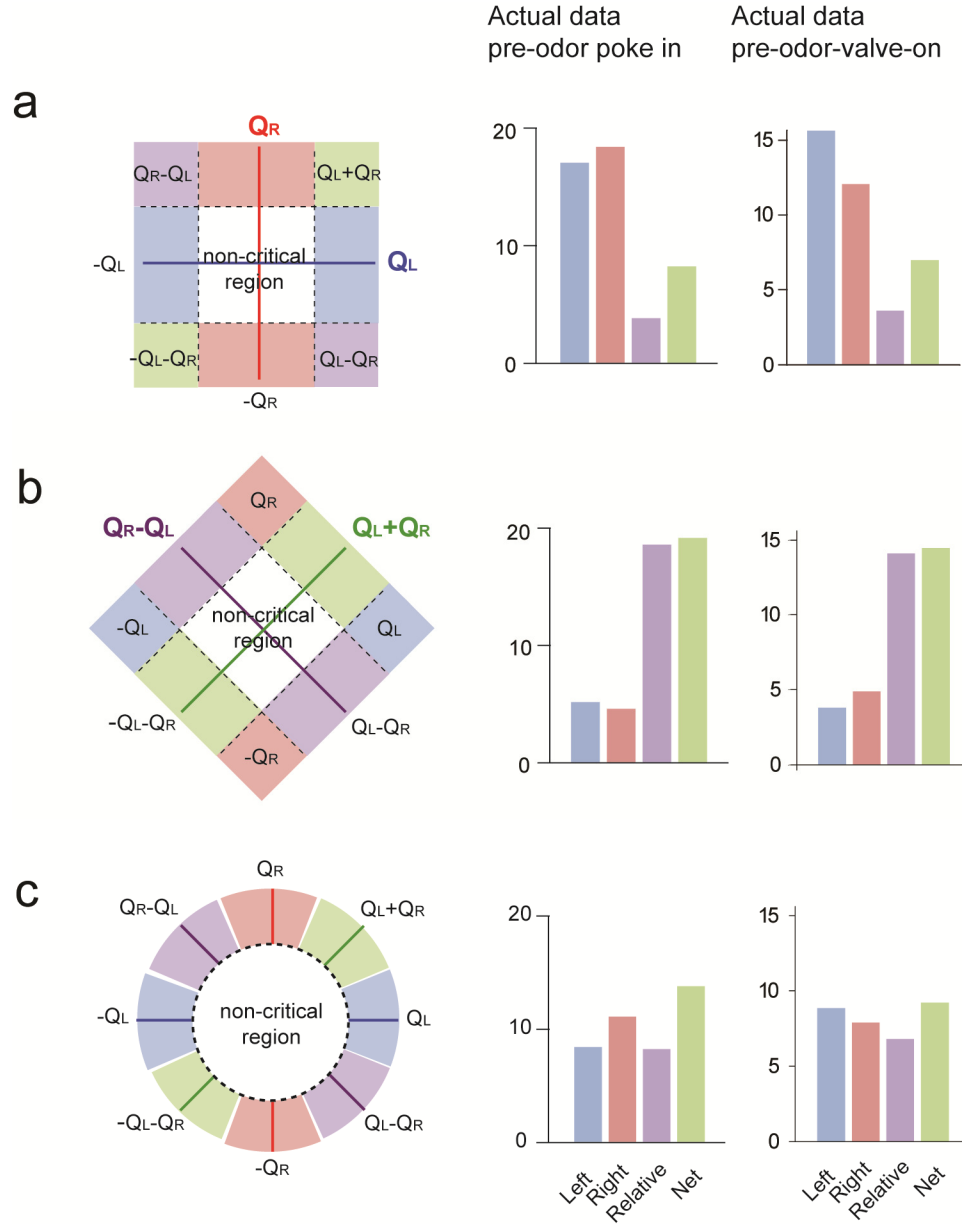 Actual data
pre-odor poke in
Actual data
pre-odor-valve-on
a
QR
QR-QL
QL+QR
-QL
non-critical
region
QL
-QL-QR
QL-QR
-QR
20
10
0
15
10
5
0
b
QR
QR-QL
QL+QR
-QL
non-critical
region
QL
-QL-QR
QL-QR
-QR
20
10
0
15
10
5
0
c
QR
QR-QL
QL+QR
-QL
non-critical
region
QL
-QL-QR
QL-QR
-QR
20
10
0
Left
Right
Relative
Net
15
10
5
0
Left
Right
Relative
Net